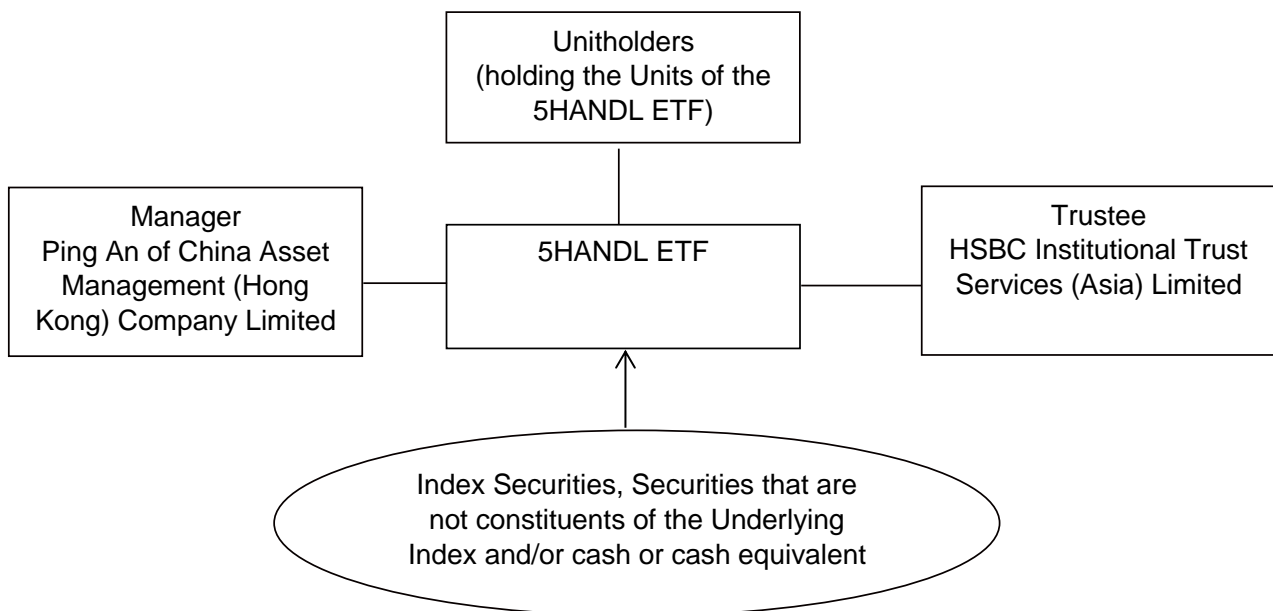 Unitholders
(holding the Units of the
5HANDL ETF)
Manager
Ping An of China Asset
Management (Hong
Kong) Company Limited
5HANDL ETF
Trustee
HSBC Institutional Trust
Services (Asia) Limited
Index Securities, Securities that are
not constituents of the Underlying
Index and/or cash or cash equivalent